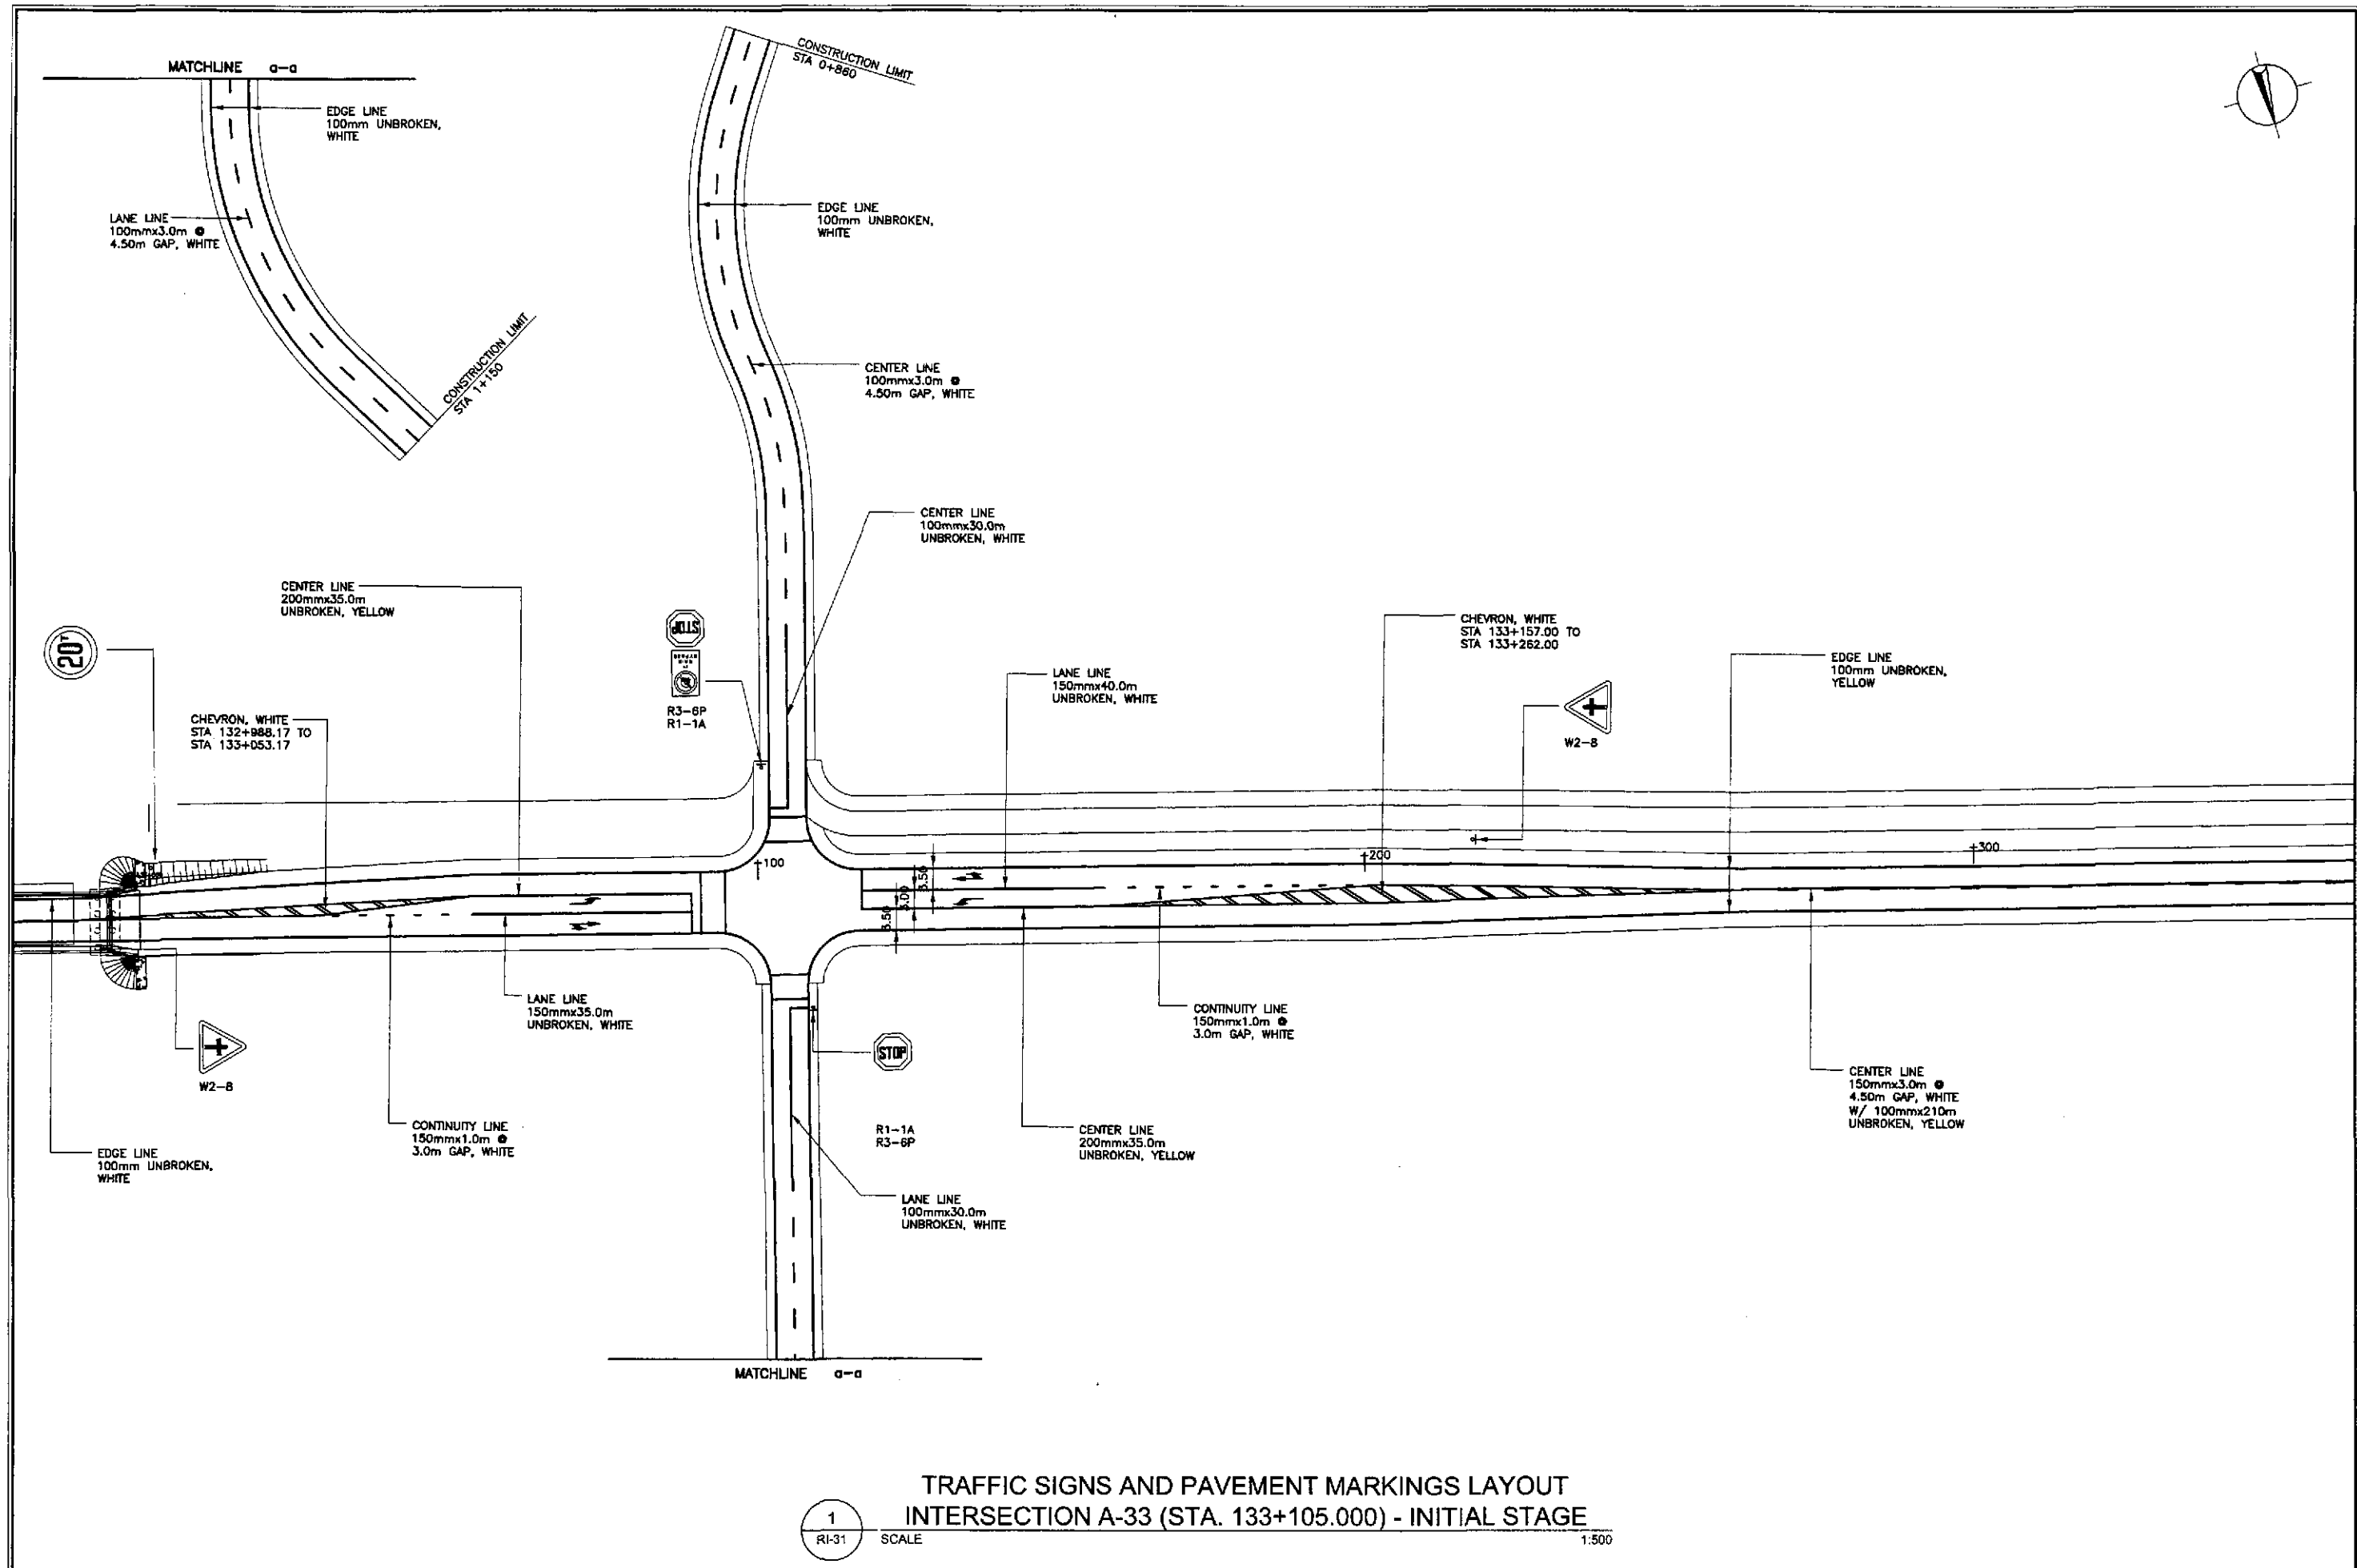 MATCHLINE a-a
EDGE LINE
100mm UNBROKEN,
WHITE
LANE LINE
100mmx3.0m @
4.50m GAP, WHITE
CONSTRUCTION LIMIT
STA 1+150
CONSTRUCTION LIMIT
STA 0+860
EDGE LINE
100mm UNBROKEN,
WHITE
CENTER LINE
100mmx3.0m @
4.50m GAP, WHITE
CENTER LINE
100mmx30.0m
UNBROKEN, WHITE
CENTER LINE
200mmx35.0m
UNBROKEN, YELLOW
20T
STOP
R3-6P
R1-1A
CHEVRON, WHITE
STA 132+988.17 TO
STA 133+053.17
LANE LINE
150mmx40.0m
UNBROKEN, WHITE
CHEVRON, WHITE
STA 133+157.00 TO
STA 133+262.00
W2-8
EDGE LINE
100mm UNBROKEN,
YELLOW
+100
+200
+300
3.50
3.00
3.50
LANE LINE
150mmx35.0m
UNBROKEN, WHITE
CONTINUITY LINE
150mmx1.0m @
3.0m GAP, WHITE
STOP
W2-8
CENTER LINE
150mmx3.0m @
4.50m GAP, WHITE
W/ 100mmx210m
UNBROKEN, YELLOW
EDGE LINE
100mm UNBROKEN,
WHITE
CONTINUITY LINE
150mmx1.0m @
3.0m GAP, WHITE
R1-1A
R3-6P
CENTER LINE
200mmx35.0m
UNBROKEN, YELLOW
LANE LINE
100mmx30.0m
UNBROKEN, WHITE
MATCHLINE a-a
TRAFFIC SIGNS AND PAVEMENT MARKINGS LAYOUT
INTERSECTION A-33 (STA. 133+105.000) - INITIAL STAGE
1
RI-31
SCALE
1:500